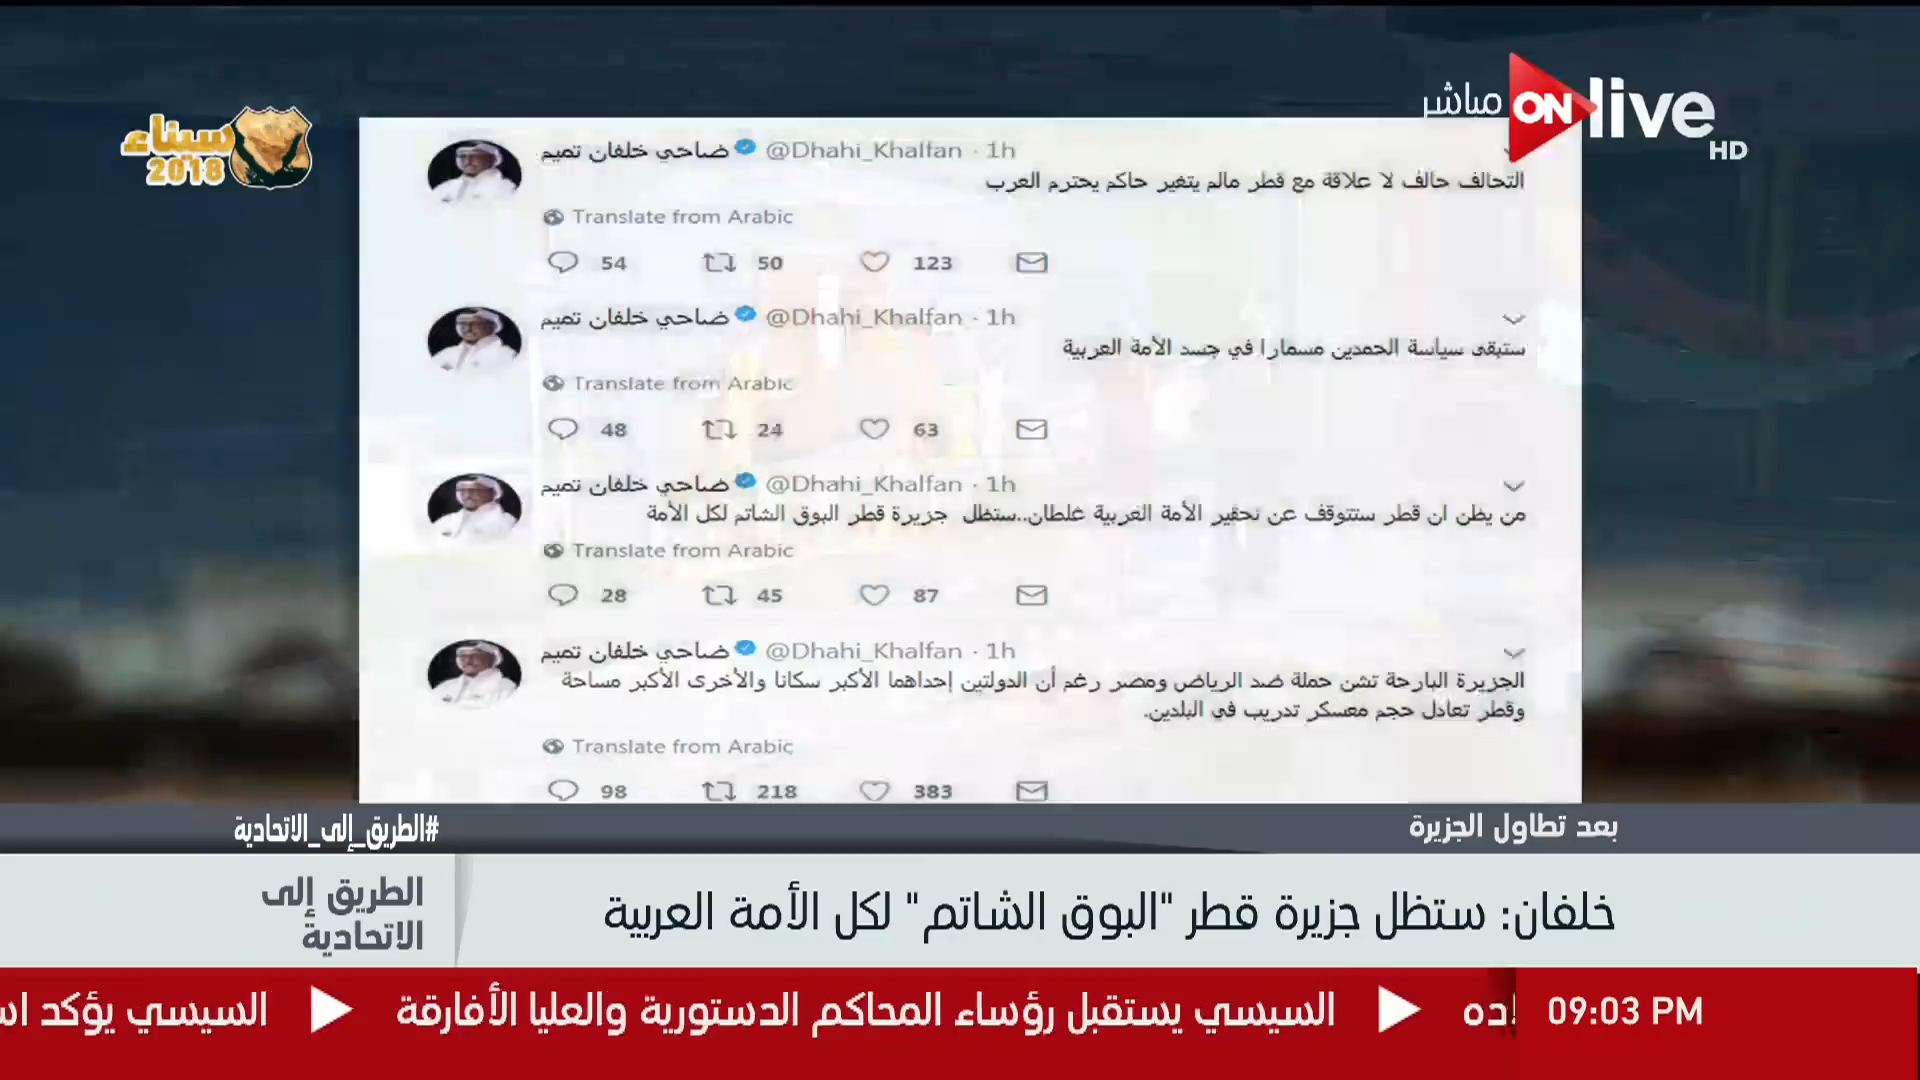 مباشر ON live HD
سيناء 2018
ضاحي خلفان تميم @Dhahi_Khalfan · 1h
التحالف حالف لا علاقة مع قطر مالم يتغير حاكم يحترم العرب
Translate from Arabic
54 50 123
ضاحي خلفان تميم @Dhahi_Khalfan · 1h
ستبقى سياسة الحمدين مسمارا في جسد الأمة العربية
Translate from Arabic
48 24 63
ضاحي خلفان تميم @Dhahi_Khalfan · 1h
من يظن ان قطر ستتوقف عن تحقير الأمة العربية غلطان..ستظل جزيرة قطر البوق الشاتم لكل الأمة
Translate from Arabic
28 45 87
ضاحي خلفان تميم @Dhahi_Khalfan · 1h
الجزيرة البارحة تشن حملة ضد الرياض ومصر رغم أن الدولتين إحداهما الأكبر سكانا والأخرى الأكبر مساحة
وقطر تعادل حجم معسكر تدريب في البلدين.
Translate from Arabic
98 218 383
بعد تطاول الجزيرة
#الطريق_إلى_الاتحادية
خلفان: ستظل جزيرة قطر "البوق الشاتم" لكل الأمة العربية
الطريق إلى
الاتحادية
09:03 PM
السيسي يستقبل رؤساء المحاكم الدستورية والعليا الأفارقة
السيسي يؤكد